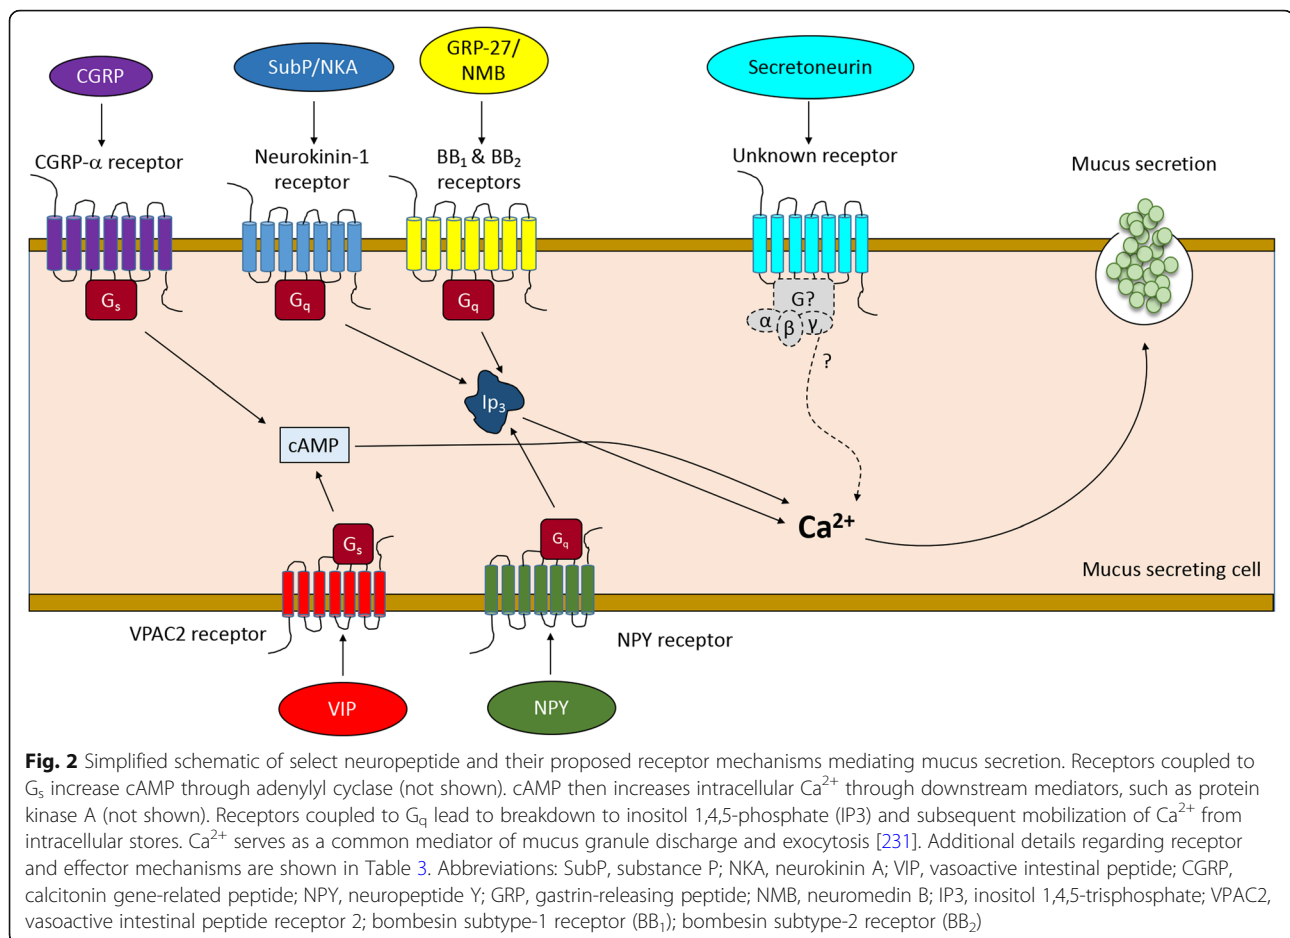 CGRP
SubP/NKA
GRP-27/
NMB
Secretoneurin
CGRP-α receptor
Neurokinin-1
receptor
BB₁ & BB₂
receptors
Unknown receptor
Mucus secretion
Gₛ
G_q
G_q
G?
α
β
γ
?
Ip₃
cAMP
Ca²⁺
Gₛ
G_q
Mucus secreting cell
VPAC2 receptor
NPY receptor
VIP
NPY
Fig. 2 Simplified schematic of select neuropeptide and their proposed receptor mechanisms mediating mucus secretion. Receptors coupled to
Gₛ increase cAMP through adenylyl cyclase (not shown). cAMP then increases intracellular Ca²⁺ through downstream mediators, such as protein
kinase A (not shown). Receptors coupled to G_q lead to breakdown to inositol 1,4,5-phosphate (IP3) and subsequent mobilization of Ca²⁺ from
intracellular stores. Ca²⁺ serves as a common mediator of mucus granule discharge and exocytosis [231]. Additional details regarding receptor
and effector mechanisms are shown in Table 3. Abbreviations: SubP, substance P; NKA, neurokinin A; VIP, vasoactive intestinal peptide; CGRP,
calcitonin gene-related peptide; NPY, neuropeptide Y; GRP, gastrin-releasing peptide; NMB, neuromedin B; IP3, inositol 1,4,5-trisphosphate; VPAC2,
vasoactive intestinal peptide receptor 2; bombesin subtype-1 receptor (BB₁); bombesin subtype-2 receptor (BB₂)